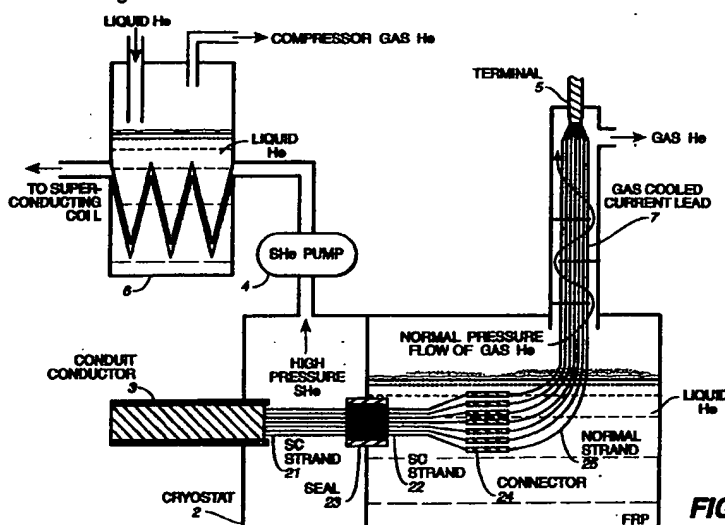 LIQUID He
COMPRESSOR GAS He
TERMINAL
5
LIQUID
He
GAS He
TO SUPER-
CONDUCTING
COIL
GAS COOLED
CURRENT LEAD
7
SHe PUMP
4
6
NORMAL PRESSURE
FLOW OF GAS He
CONDUIT
CONDUCTOR
3
HIGH
PRESSURE
SHe
LIQUID
He
SC
STRAND
21
SEAL
23
SC
STRAND
22
CONNECTOR
24
NORMAL
STRAND
25
CRYOSTAT
2
FRP
FIG